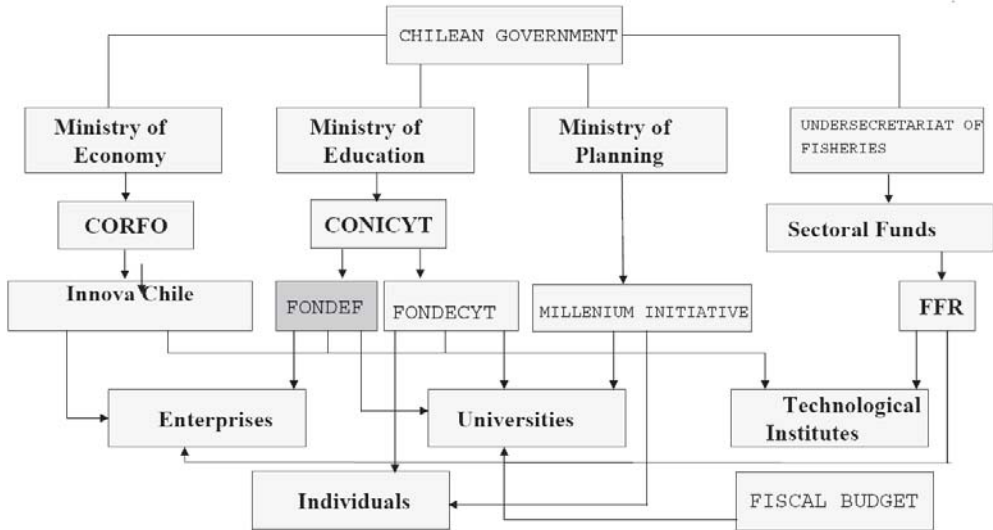 CHILEAN GOVERNMENT
Ministry of
Economy
Ministry of
Education
Ministry of
Planning
UNDERSECRETARIAT OF
FISHERIES
CORFO
CONICYT
Sectoral Funds
Innova Chile
FONDEF
FONDECYT
MILLENIUM INITIATIVE
FFR
Enterprises
Universities
Technological
Institutes
Individuals
FISCAL BUDGET